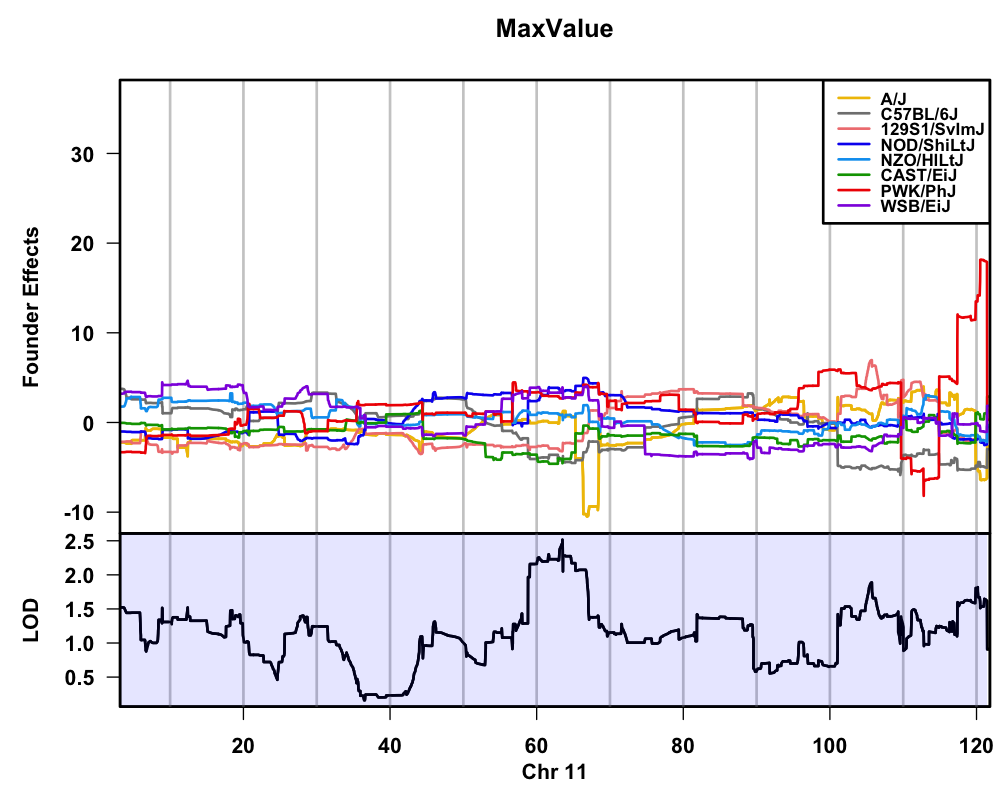 MaxValue
A/J
C57BL/6J
129S1/SvImJ
NOD/ShiLtJ
NZO/HlLtJ
CAST/EiJ
PWK/PhJ
WSB/EiJ
Founder Effects
30
20
10
0
-10
LOD
2.5
2.0
1.5
1.0
0.5
20 40 60 80 100 120
Chr 11